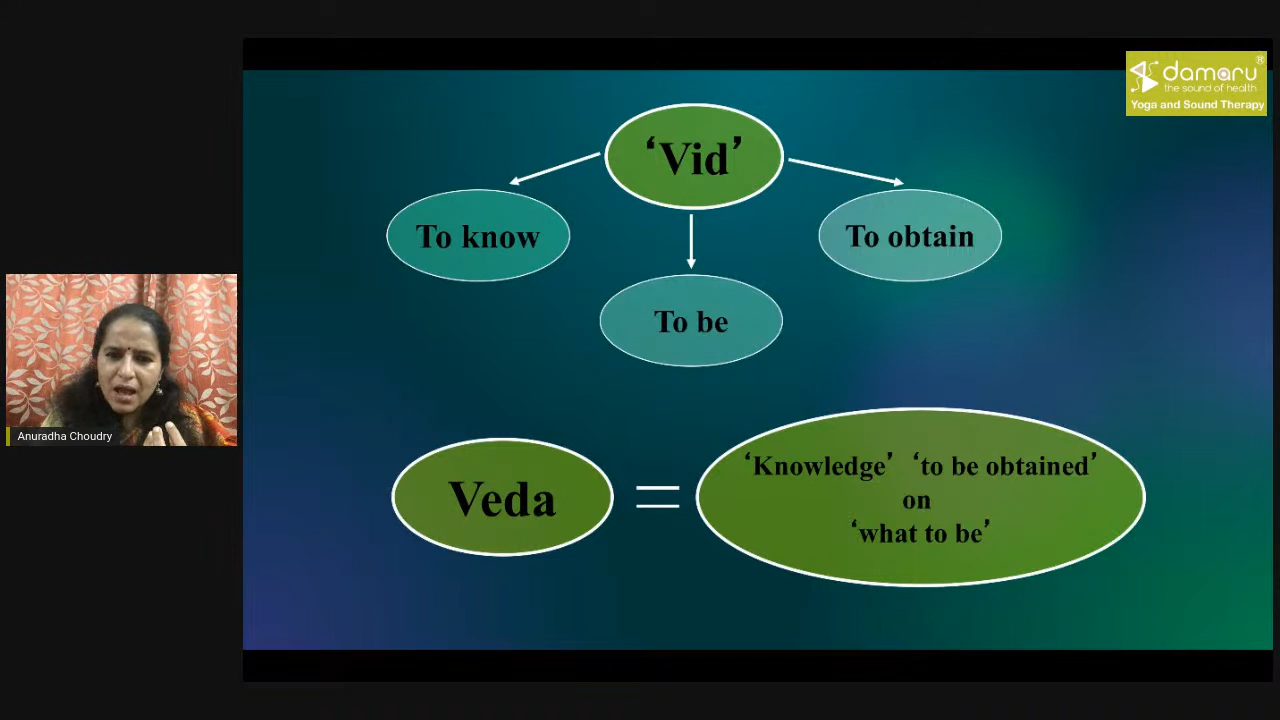 damaru®
the sound of health
Yoga and Sound Therapy
‘Vid’
To know
To obtain
To be
Veda
=
‘Knowledge’ ‘to be obtained’
on
‘what to be’
Anuradha Choudry